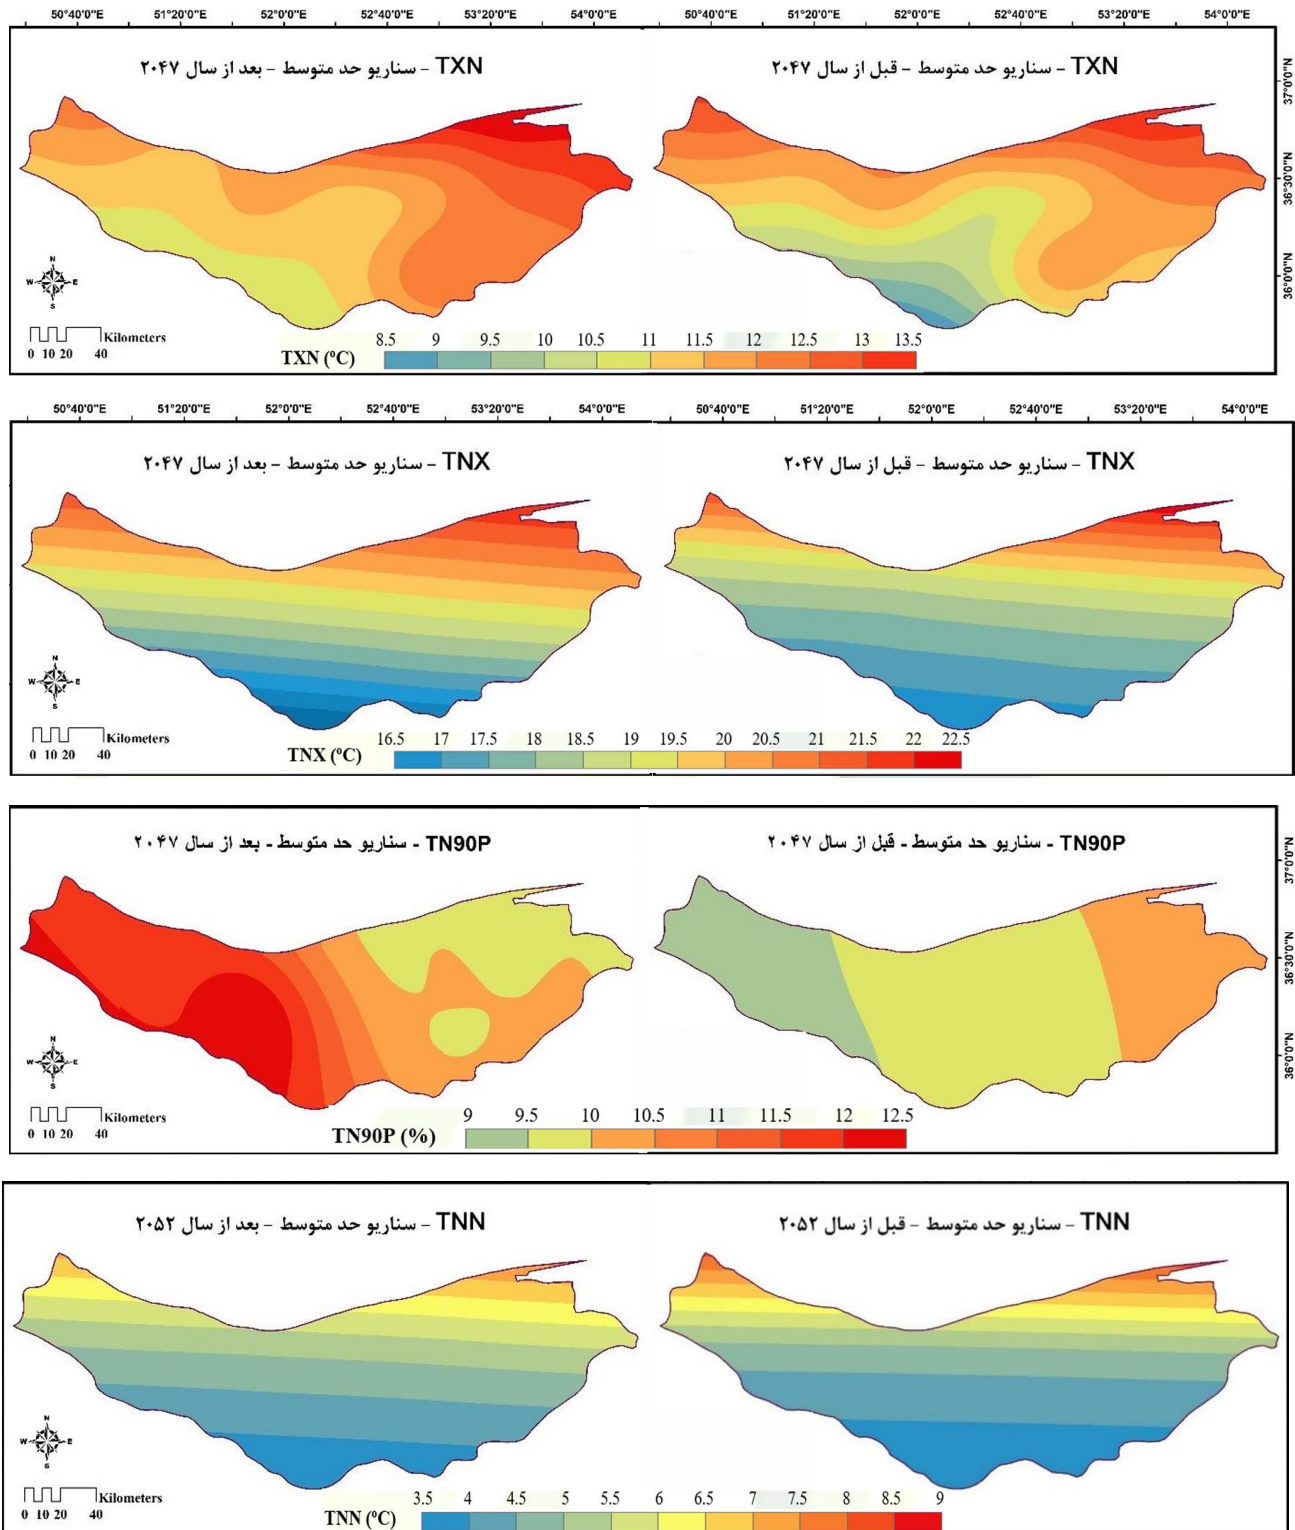 50°40'0"E 51°20'0"E 52°0'0"E 52°40'0"E 53°20'0"E 54°0'0"E 50°40'0"E 51°20'0"E 52°0'0"E 52°40'0"E 53°20'0"E 54°0'0"E
TXN - سناریو حد متوسط - بعد از سال ۲۰۴۷
TXN - سناریو حد متوسط - قبل از سال ۲۰۴۷
37°0'0"N
36°30'0"N
36°0'0"N
N
W E
S
Kilometers
0 10 20 40
8.5 9 9.5 10 10.5 11 11.5 12 12.5 13 13.5
TXN (ºC)
50°40'0"E 51°20'0"E 52°0'0"E 52°40'0"E 53°20'0"E 54°0'0"E 50°40'0"E 51°20'0"E 52°0'0"E 52°40'0"E 53°20'0"E 54°0'0"E
TNX - سناریو حد متوسط - بعد از سال ۲۰۴۷
TNX - سناریو حد متوسط - قبل از سال ۲۰۴۷
N
W E
S
Kilometers
0 10 20 40
16.5 17 17.5 18 18.5 19 19.5 20 20.5 21 21.5 22 22.5
TNX (ºC)
TN90P - سناریو حد متوسط - بعد از سال ۲۰۴۷
TN90P - سناریو حد متوسط - قبل از سال ۲۰۴۷
37°0'0"N
36°30'0"N
36°0'0"N
N
W E
S
Kilometers
0 10 20 40
9 9.5 10 10.5 11 11.5 12 12.5
TN90P (%)
TNN - سناریو حد متوسط - بعد از سال ۲۰۵۲
TNN - سناریو حد متوسط - قبل از سال ۲۰۵۲
N
W E
S
Kilometers
0 10 20 40
3.5 4 4.5 5 5.5 6 6.5 7 7.5 8 8.5 9
TNN (ºC)